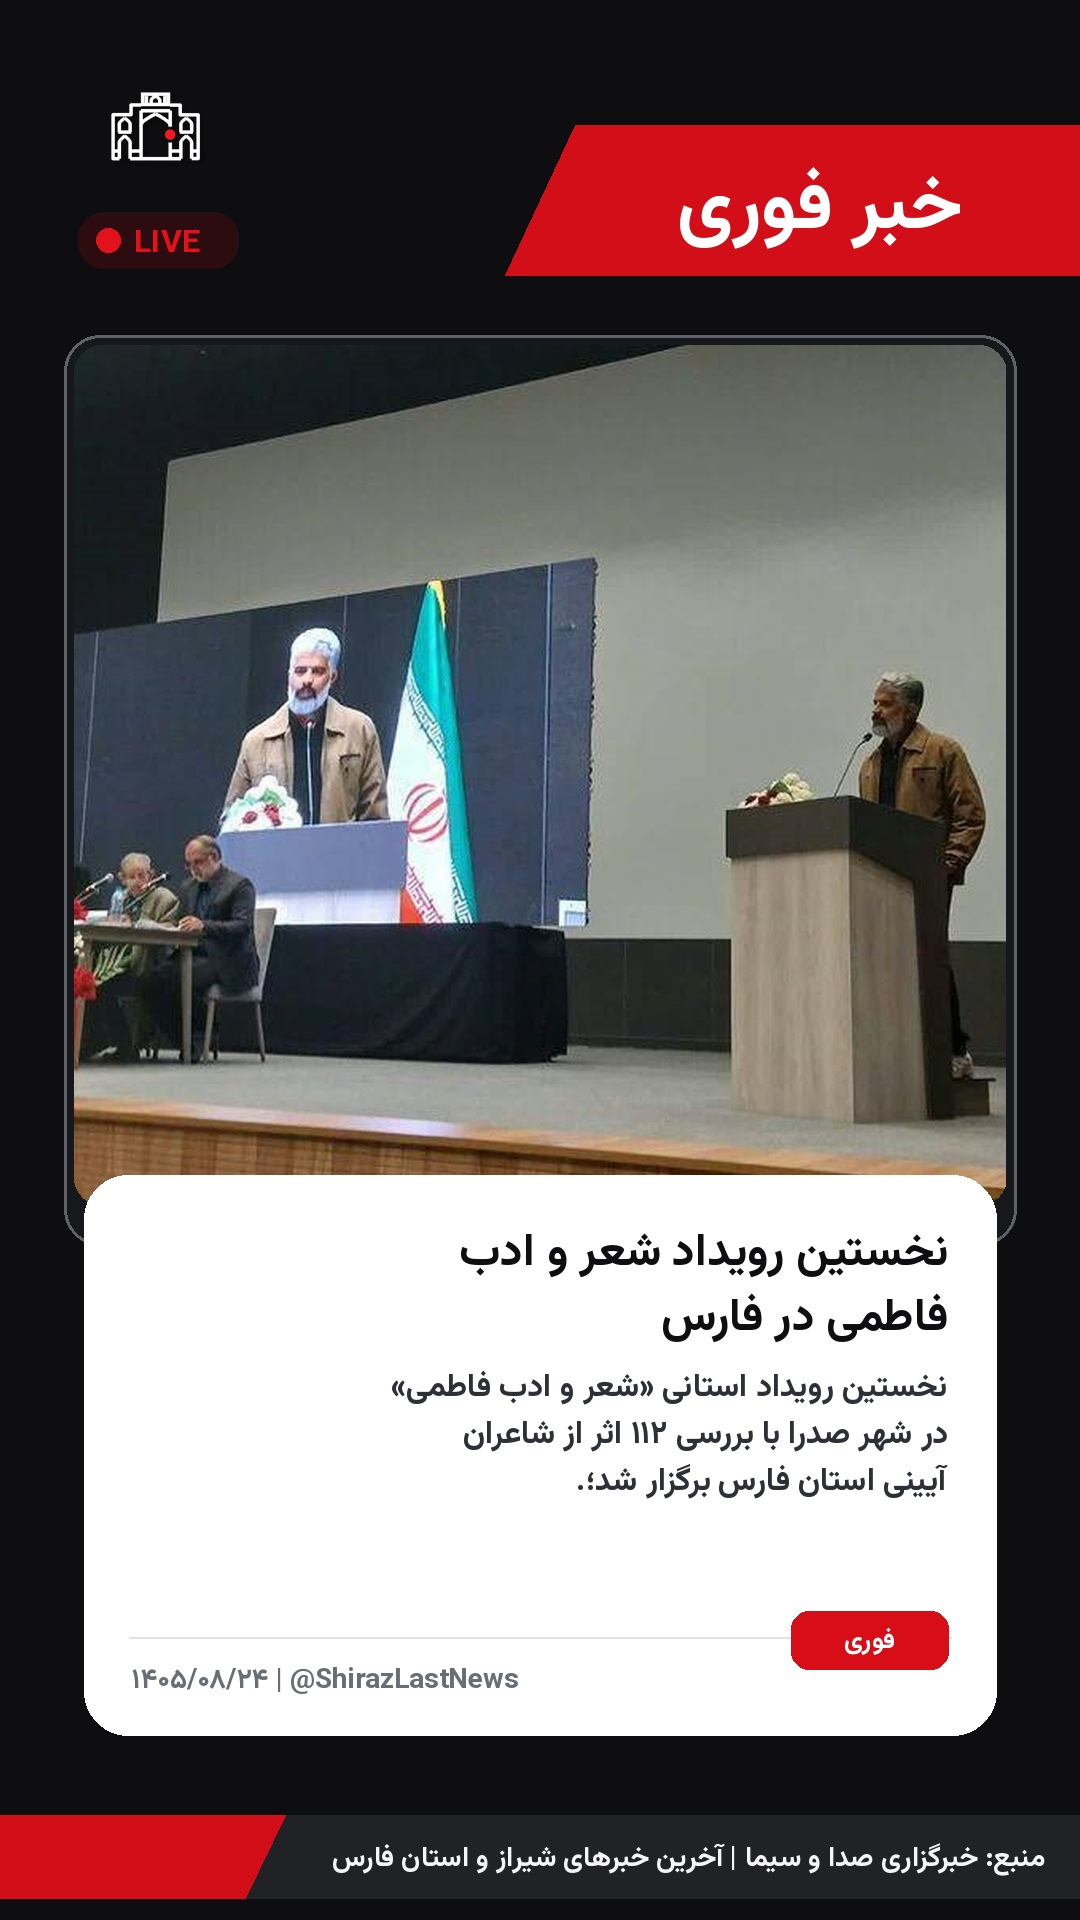 خبر فوری
LIVE
نخستین رویداد شعر و ادب
فاطمی در فارس
نخستین رویداد استانی «شعر و ادب فاطمی»
در شهر صدرا با بررسی ۱۱۲ اثر از شاعران
آیینی استان فارس برگزار شد؛.
فوری
۱۴۰۵/۰۸/۲۴ | @ShirazLastNews
منبع: خبرگزاری صدا و سیما | آخرین خبرهای شیراز و استان فارس